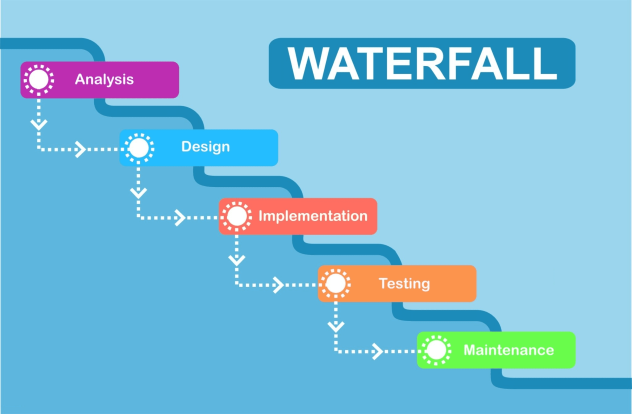 WATERFALL
Analysis
Design
Implementation
Testing
Maintenance